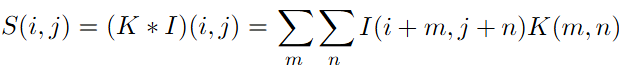 S(i, j) = (K * I)(i, j) = ∑_m ∑_n I(i + m, j + n)K(m, n)